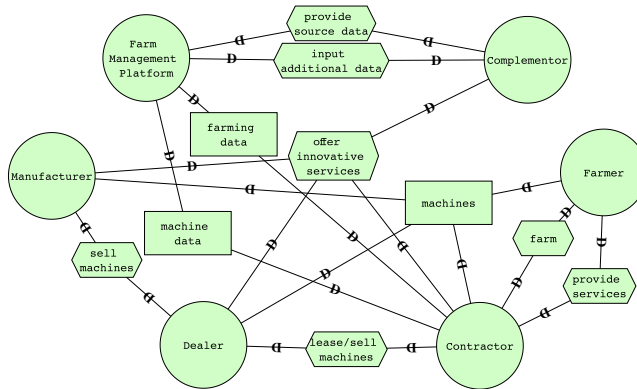 provide
source data
Farm
Management
Platform
input
additional data
Complementor
D
D
D
D
D
D
farming
data
offer
innovative
services
D
D
Manufacturer
Farmer
D
D
machines
D
D
machine
data
farm
D
D
D
D
D
sell
machines
D
D
D
provide
services
D
D
D
Dealer
lease/sell
machines
D
D
Contractor